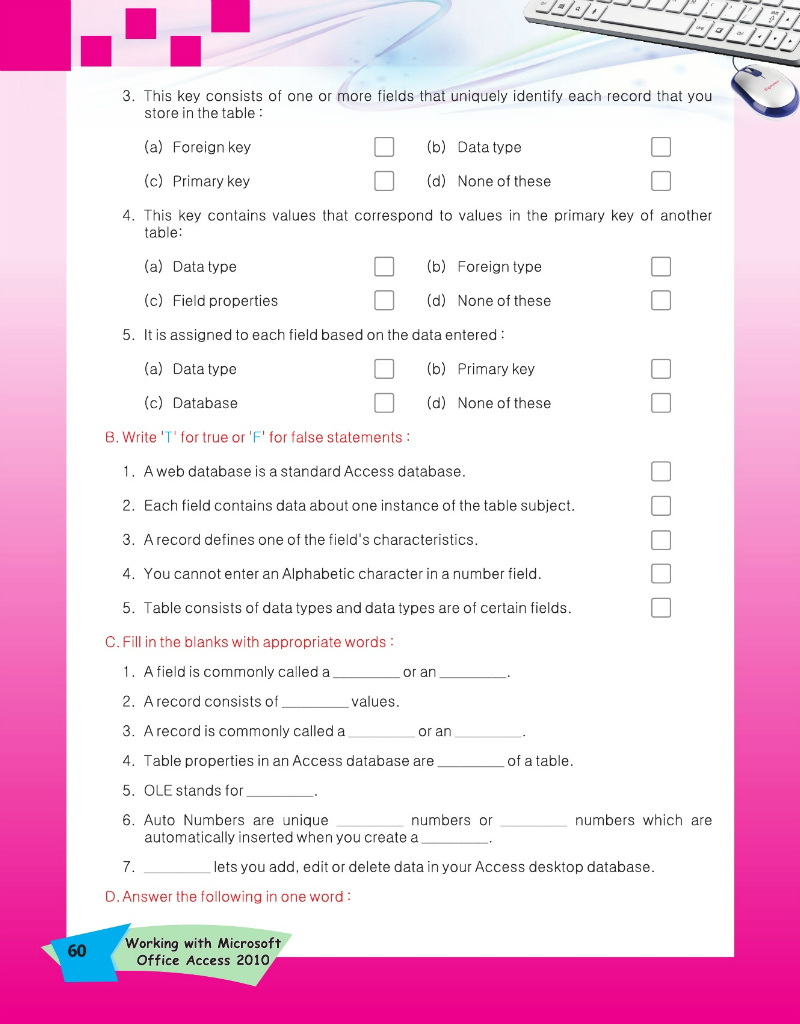 3. This key consists of one or more fields that uniquely identify each record that you
store in the table :
(a) Foreign key (b) Data type
(c) Primary key (d) None of these
4. This key contains values that correspond to values in the primary key of another
table:
(a) Data type (b) Foreign type
(c) Field properties (d) None of these
5. It is assigned to each field based on the data entered :
(a) Data type (b) Primary key
(c) Database (d) None of these
B. Write 'T' for true or 'F' for false statements :
1. A web database is a standard Access database.
2. Each field contains data about one instance of the table subject.
3. A record defines one of the field's characteristics.
4. You cannot enter an Alphabetic character in a number field.
5. Table consists of data types and data types are of certain fields.
C. Fill in the blanks with appropriate words :
1. A field is commonly called a ________ or an ________.
2. A record consists of ________ values.
3. A record is commonly called a ________ or an ________.
4. Table properties in an Access database are ________ of a table.
5. OLE stands for ________.
6. Auto Numbers are unique ________ numbers or ________ numbers which are
automatically inserted when you create a ________.
7. ________ lets you add, edit or delete data in your Access desktop database.
D. Answer the following in one word :
60
Working with Microsoft
Office Access 2010